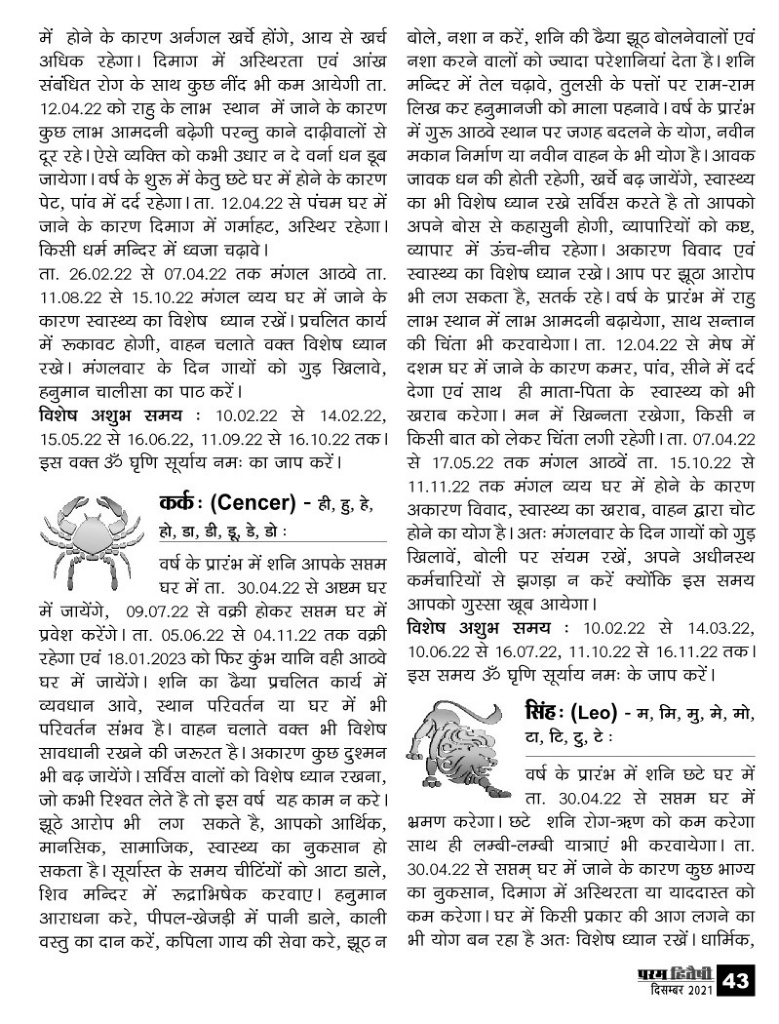 में होने के कारण अर्नगल खर्चे होंगे, आय से खर्च
अधिक रहेगा। दिमाग में अस्थिरता एवं आंख
संबंधित रोग के साथ कुछ नींद भी कम आयेगी ता.
12.04.22 को राहु के लाभ स्थान में जाने के कारण
कुछ लाभ आमदनी बढ़ेगी परन्तु काने दाढ़ीवालों से
दूर रहे। ऐसे व्यक्ति को कभी उधार न दे वर्ना धन डूब
जायेगा। वर्ष के शुरू में केतु छटे घर में होने के कारण
पेट, पांव में दर्द रहेगा। ता. 12.04.22 से पंचम घर में
जाने के कारण दिमाग में गर्माहट, अस्थिर रहेगा।
किसी धर्म मन्दिर में ध्वजा चढ़ावे।
ता. 26.02.22 से 07.04.22 तक मंगल आठवे ता.
11.08.22 से 15.10.22 मंगल व्यय घर में जाने के
कारण स्वास्थ्य का विशेष ध्यान रखें। प्रचलित कार्य
में रूकावट होगी, वाहन चलाते वक्त विशेष ध्यान
रखे। मंगलवार के दिन गायों को गुड़ खिलावे,
हनुमान चालीसा का पाठ करें।
विशेष अशुभ समय : 10.02.22 से 14.02.22,
15.05.22 से 16.06.22, 11.09.22 से 16.10.22 तक।
इस वक्त ॐ घृणि सूर्याय नमः का जाप करें।
कर्क: (Cencer) - ही, हु, हे,
हो, डा, डी, डू, डे, डो :
वर्ष के प्रारंभ में शनि आपके सप्तम
घर में ता. 30.04.22 से अष्टम घर
में जायेंगे, 09.07.22 से वक्री होकर सप्तम घर में
प्रवेश करेंगे। ता. 05.06.22 से 04.11.22 तक वक्री
रहेगा एवं 18.01.2023 को फिर कुंभ यानि वही आठवे
घर में जायेंगे। शनि का ढैया प्रचलित कार्य में
व्यवधान आवे, स्थान परिवर्तन या घर में भी
परिवर्तन संभव है। वाहन चलाते वक्त भी विशेष
सावधानी रखने की जरूरत है। अकारण कुछ दुश्मन
भी बढ़ जायेंगे। सर्विस वालों को विशेष ध्यान रखना,
जो कभी रिश्वत लेते है तो इस वर्ष यह काम न करे।
झूठे आरोप भी लग सकते है, आपको आर्थिक,
मानसिक, सामाजिक, स्वास्थ्य का नुकसान हो
सकता है। सूर्यास्त के समय चीटिंयों को आटा डाले,
शिव मन्दिर में रूद्राभिषेक करवाए। हनुमान
आराधना करे, पीपल-खेजड़ी में पानी डाले, काली
वस्तु का दान करें, कपिला गाय की सेवा करे, झूठ न
बोले, नशा न करें, शनि की ढैया झूठ बोलनेवालों एवं
नशा करने वालों को ज्यादा परेशानियां देता है। शनि
मन्दिर में तेल चढ़ावे, तुलसी के पत्तों पर राम-राम
लिख कर हनुमानजी को माला पहनावे। वर्ष के प्रारंभ
में गुरू आठवे स्थान पर जगह बदलने के योग, नवीन
मकान निर्माण या नवीन वाहन के भी योग है। आवक
जावक धन की होती रहेगी, खर्चे बढ़ जायेंगे, स्वास्थ्य
का भी विशेष ध्यान रखे सर्विस करते है तो आपको
अपने बोस से कहासुनी होगी, व्यापारियों को कष्ट,
व्यापार में ऊंच-नीच रहेगा। अकारण विवाद एवं
स्वास्थ्य का विशेष ध्यान रखे। आप पर झूठा आरोप
भी लग सकता है, सतर्क रहे। वर्ष के प्रारंभ में राहु
लाभ स्थान में लाभ आमदनी बढ़ायेगा, साथ सन्तान
की चिंता भी करवायेगा। ता. 12.04.22 से मेष में
दशम घर में जाने के कारण कमर, पांव, सीने में दर्द
देगा एवं साथ ही माता-पिता के स्वास्थ्य को भी
खराब करेगा। मन में खिन्नता रखेगा, किसी न
किसी बात को लेकर चिंता लगी रहेगी। ता. 07.04.22
से 17.05.22 तक मंगल आठवें ता. 15.10.22 से
11.11.22 तक मंगल व्यय घर में होने के कारण
अकारण विवाद, स्वास्थ्य का खराब, वाहन द्वारा चोट
होने का योग है। अतः मंगलवार के दिन गायों को गुड़
खिलावें, बोली पर संयम रखें, अपने अधीनस्थ
कर्मचारियों से झगड़ा न करें क्योंकि इस समय
आपको गुस्सा खूब आयेगा।
विशेष अशुभ समय : 10.02.22 से 14.03.22,
10.06.22 से 16.07.22, 11.10.22 से 16.11.22 तक।
इस समय ॐ घृणि सूर्याय नमः के जाप करें।
सिंह: (Leo) - म, मि, मु, मे, मो,
टा, टि, टु, टे :
वर्ष के प्रारंभ में शनि छटे घर में
ता. 30.04.22 से सप्तम घर में
भ्रमण करेगा। छटे शनि रोग-ऋण को कम करेगा
साथ ही लम्बी-लम्बी यात्राएं भी करवायेगा। ता.
30.04.22 से सप्तम् घर में जाने के कारण कुछ भाग्य
का नुकसान, दिमाग में अस्थिरता या याददास्त को
कम करेगा। घर में किसी प्रकार की आग लगने का
भी योग बन रहा है अतः विशेष ध्यान रखें। धार्मिक,
परम हितैषी
दिसम्बर 2021
43